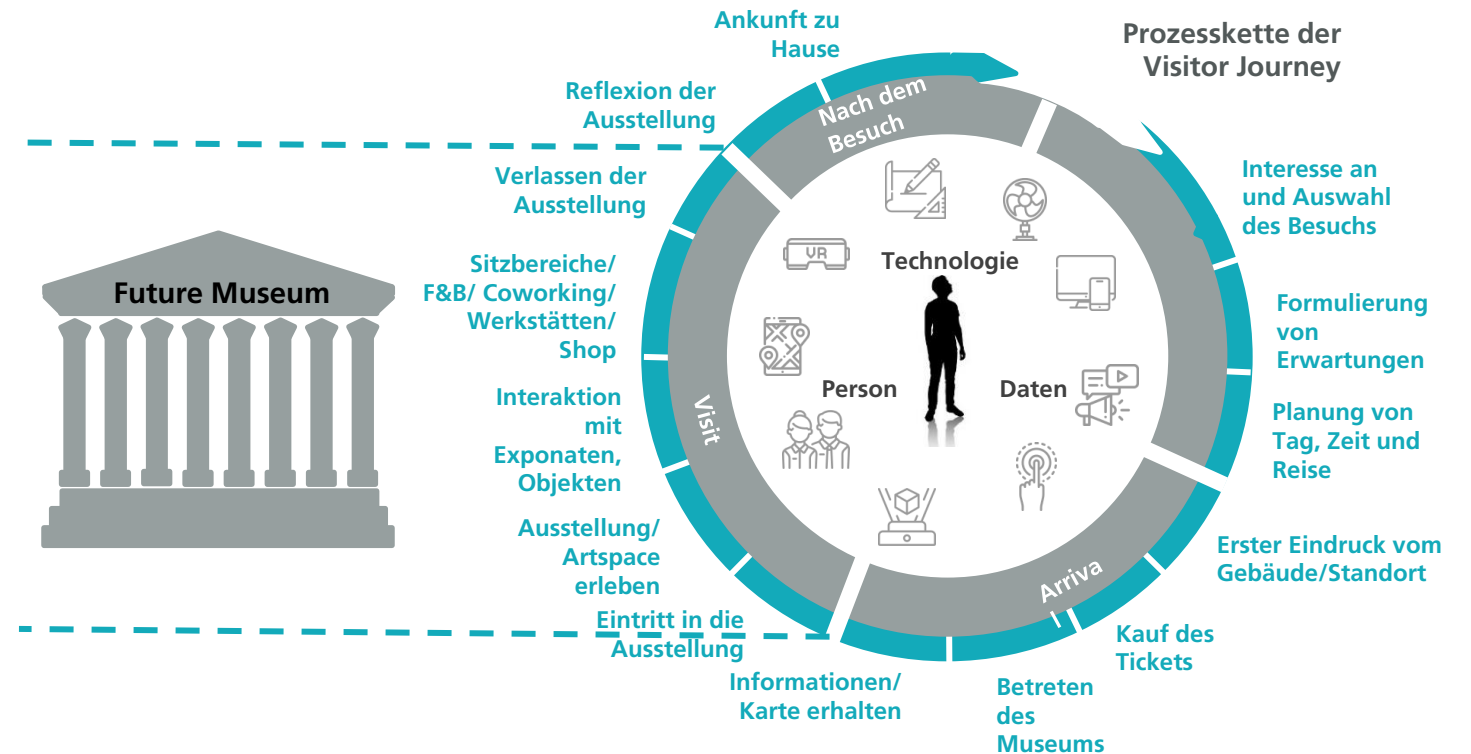 Prozesskette der
Visitor Journey
Interesse an
und Auswahl
des Besuchs
Formulierung
von
Erwartungen
Planung von
Tag, Zeit und
Reise
Erster Eindruck vom
Gebäude/Standort
Kauf des
Tickets
Betreten
des
Museums
Informationen/
Karte erhalten
Eintritt in die
Ausstellung
Ausstellung/
Artspace
erleben
Interaktion
mit
Exponaten,
Objekten
Sitzbereiche/
F&B/ Coworking/
Werkstätten/
Shop
Verlassen der
Ausstellung
Reflexion der
Ausstellung
Ankunft zu
Hause
Nach dem
Besuch
Visit
Arriva
Technologie
Person
Daten
VR
Future Museum